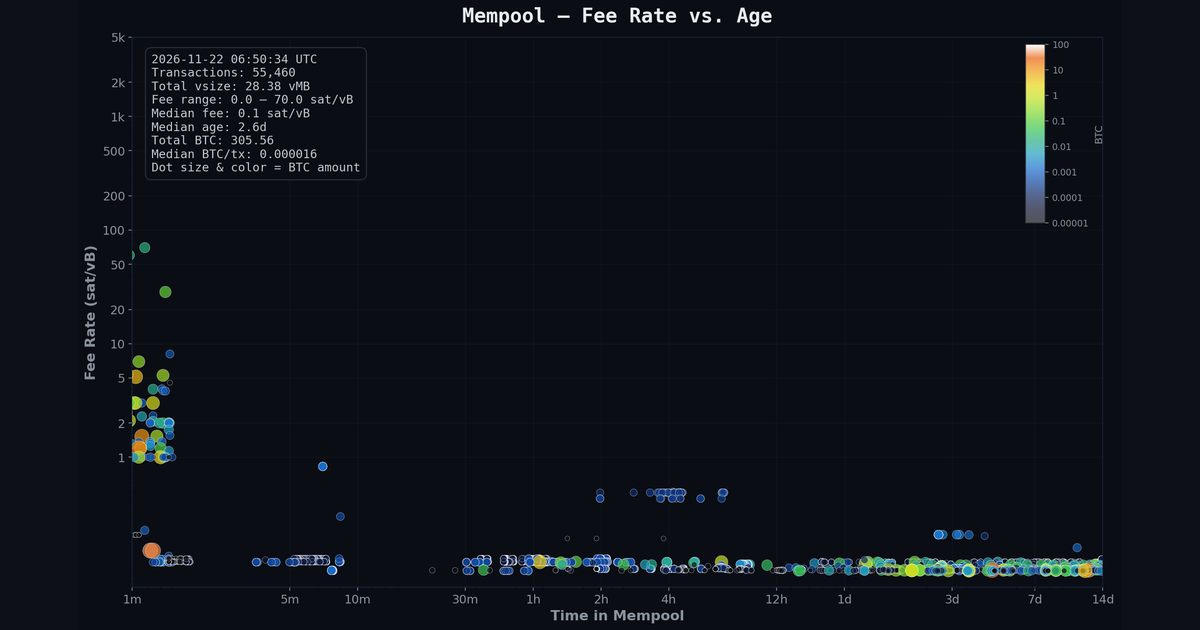 Mempool — Fee Rate vs. Age
2026-11-22 06:50:34 UTC
Transactions: 55,460
Total vsize: 28.38 vMB
Fee range: 0.0 — 70.0 sat/vB
Median fee: 0.1 sat/vB
Median age: 2.6d
Total BTC: 305.56
Median BTC/tx: 0.000016
Dot size & color = BTC amount
100
10
1
0.1
0.01
0.001
0.0001
0.00001
BTC
5k
2k
1k
500
200
100
50
20
10
5
2
1
Fee Rate (sat/vB)
1m
5m
10m
30m
1h
2h
4h
12h
1d
3d
7d
14d
Time in Mempool